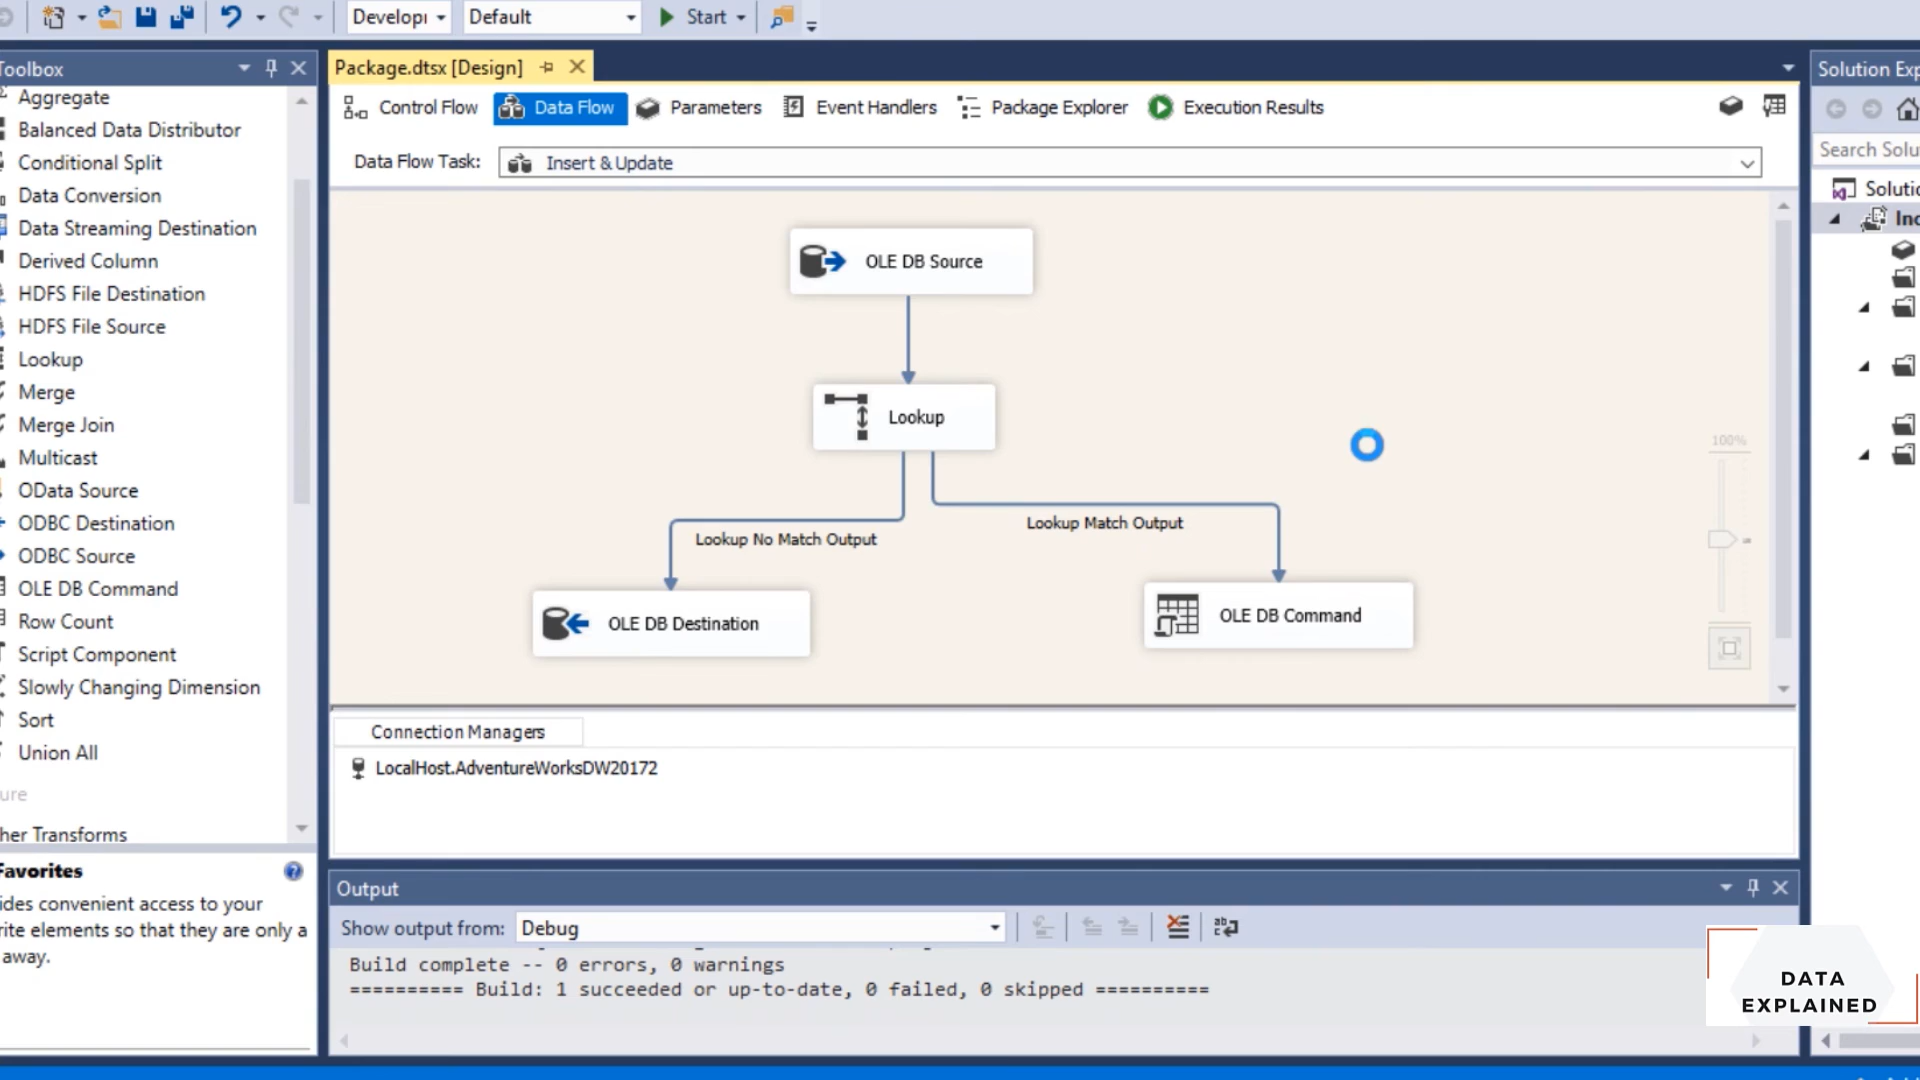 Developi
Default
Start
Toolbox
Aggregate
Balanced Data Distributor
Conditional Split
Data Conversion
Data Streaming Destination
Derived Column
HDFS File Destination
HDFS File Source
Lookup
Merge
Merge Join
Multicast
OData Source
ODBC Destination
ODBC Source
OLE DB Command
Row Count
Script Component
Slowly Changing Dimension
Sort
Union All
ure
her Transforms
Favorites
ides convenient access to your
rite elements so that they are only a
away.
Package.dtsx [Design]
Control Flow
Data Flow
Parameters
Event Handlers
Package Explorer
Execution Results
Data Flow Task:
Insert & Update
OLE DB Source
Lookup
Lookup No Match Output
Lookup Match Output
OLE DB Destination
OLE DB Command
100%
Connection Managers
LocalHost.AdventureWorksDW20172
Output
Show output from:
Debug
Build complete -- 0 errors, 0 warnings
========== Build: 1 succeeded or up-to-date, 0 failed, 0 skipped ==========
Solution Exp
Search Solu
Solutio
Inc
DATA
EXPLAINED